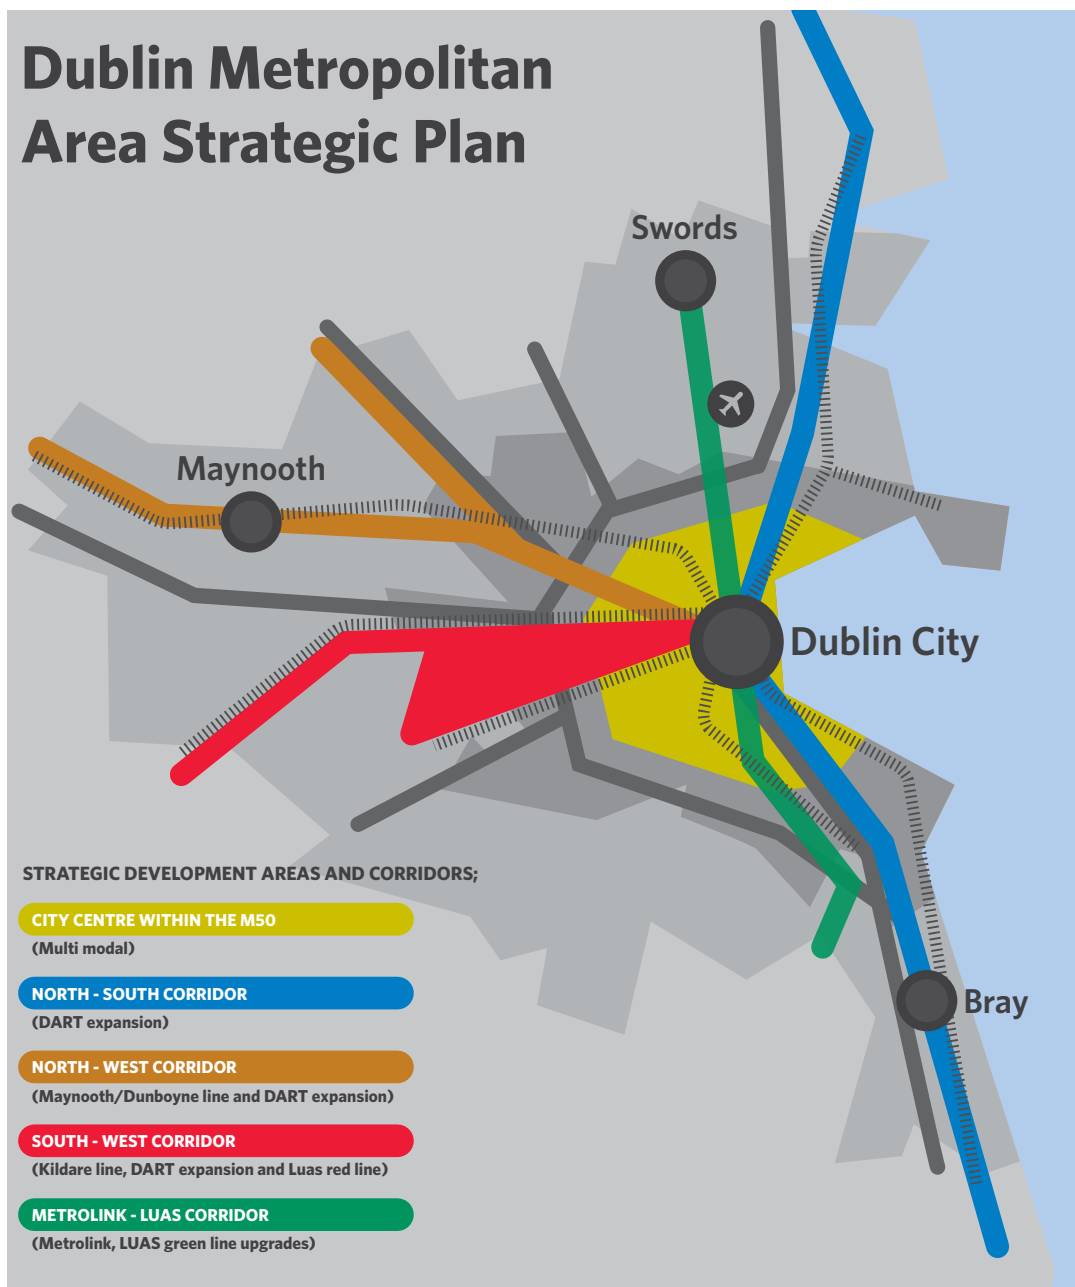 Dublin Metropolitan
Area Strategic Plan
Swords
Maynooth
Dublin City
Bray
STRATEGIC DEVELOPMENT AREAS AND CORRIDORS;
CITY CENTRE WITHIN THE M50
(Multi modal)
NORTH - SOUTH CORRIDOR
(DART expansion)
NORTH - WEST CORRIDOR
(Maynooth/Dunboyne line and DART expansion)
SOUTH - WEST CORRIDOR
(Kildare line, DART expansion and Luas red line)
METROLINK - LUAS CORRIDOR
(Metrolink, LUAS green line upgrades)